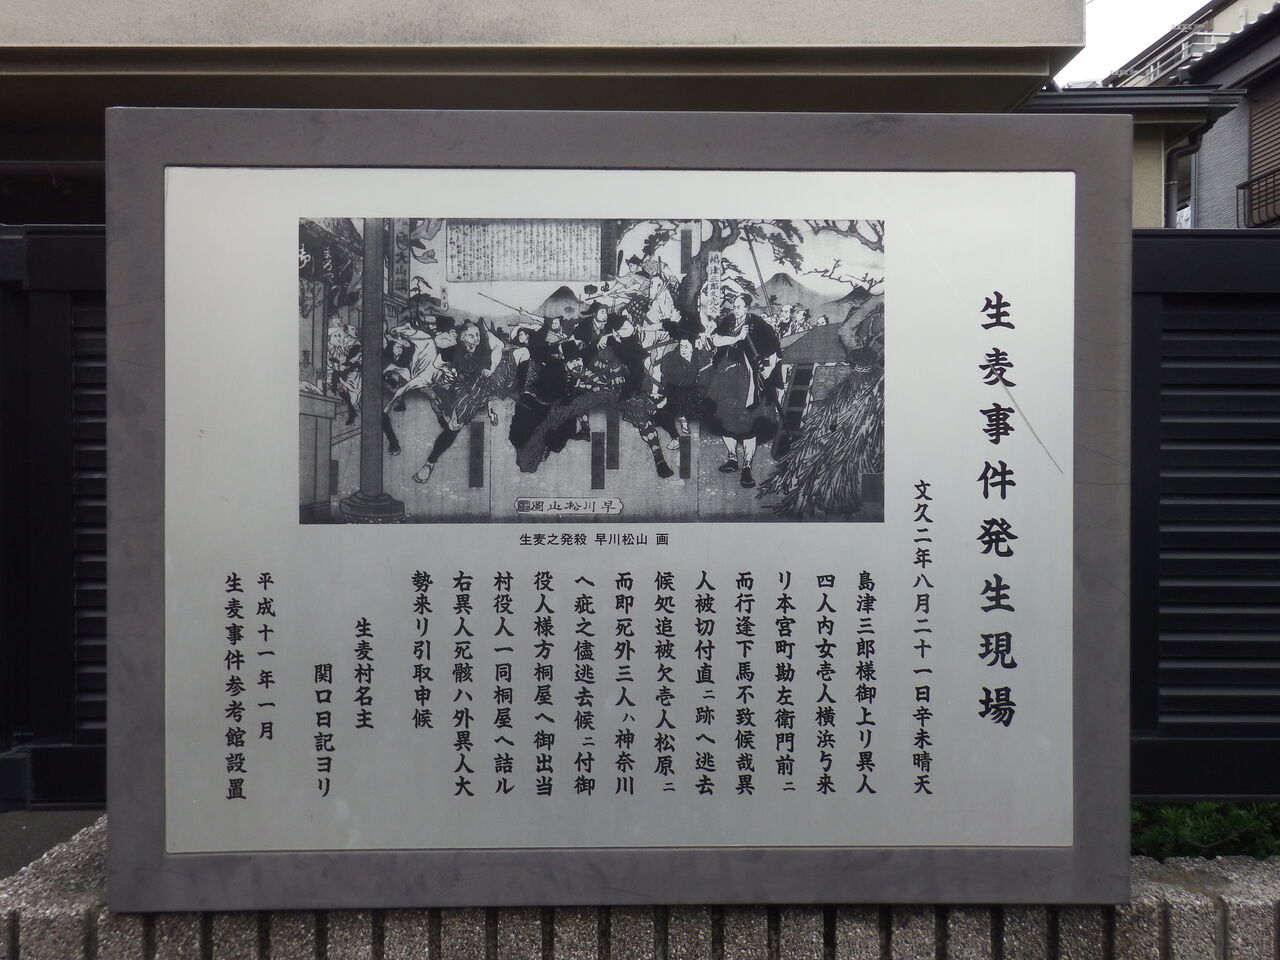 生麦事件発生現場
文久二年八月二十一日辛未晴天
島津三郎様御上リ異人
四人内女壱人横浜ゟ来
リ本宮町勘左衛門前ニ
而行逢下馬不致候哉異
人被切付直ニ跡へ逃去
候処追被欠壱人松原ニ
而即死外三人ハ神奈川
へ疵之儘逃去候ニ付御
役人様方桐屋へ御出当
村役人一同桐屋へ詰ル
右異人死骸ハ外異人大
勢来リ引取申候
生麦村名主
関口日記ヨリ
平成十一年一月
生麦事件参考館設置
生麦之発殺 早川松山 画
早川松山画